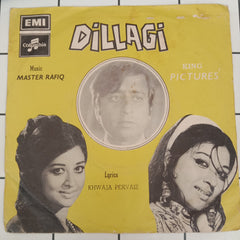 EMI
Columbia
DILLAGI
Music
MASTER RAFIQ
KING
PICTURES
Lyrics
KHWAJA PERVAIZ